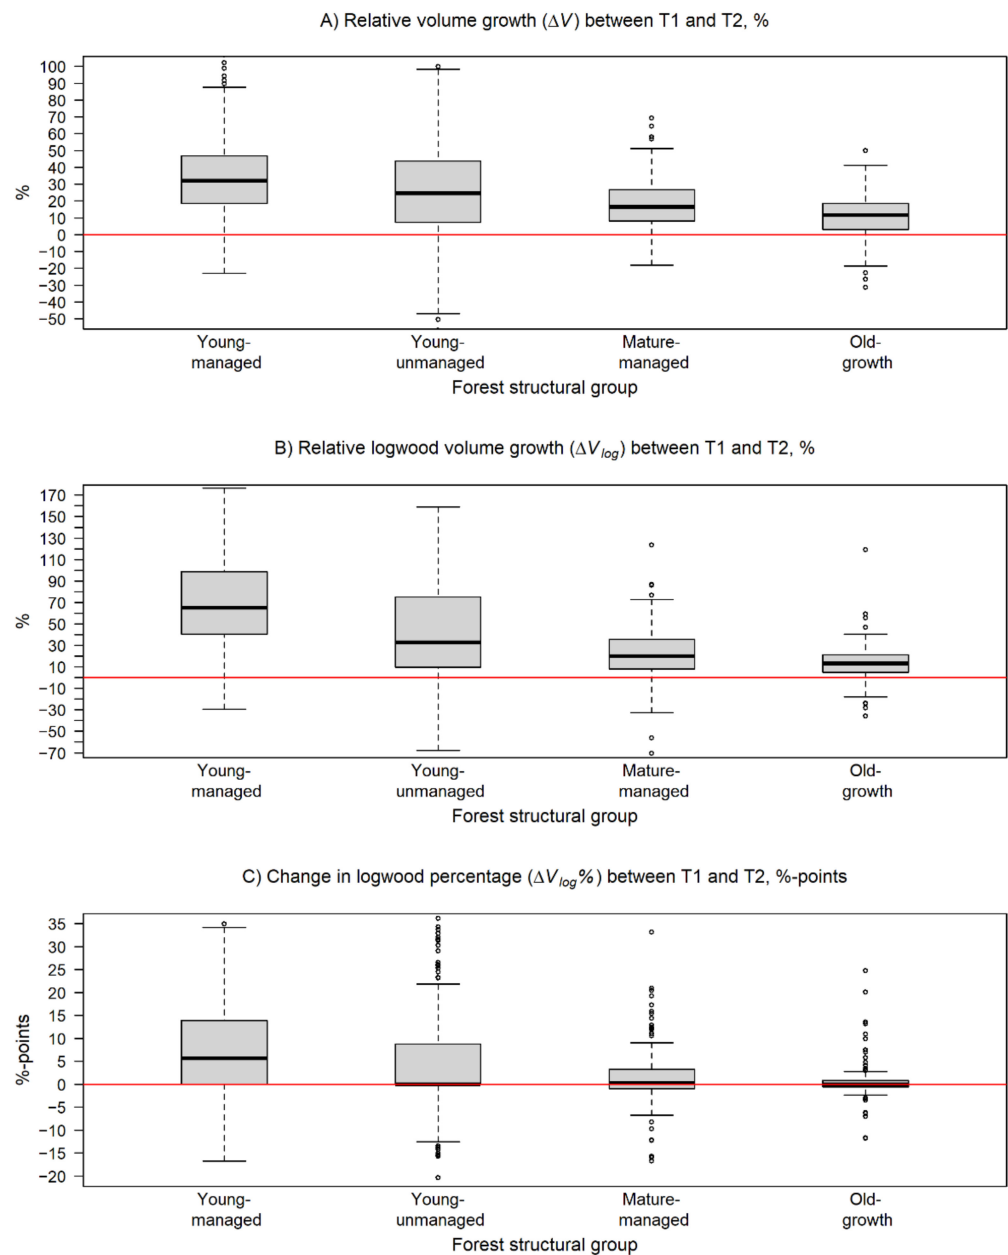 A) Relative volume growth (ΔV) between T1 and T2, %
100
90
80
70
60
50
40
30
20
10
0
−10
−20
−30
−40
−50
%
Young-managed
Young-unmanaged
Mature-managed
Old-growth
Forest structural group
B) Relative logwood volume growth (ΔV log) between T1 and T2, %
170
150
130
110
90
70
50
30
10
−10
−30
−50
−70
%
Young-managed
Young-unmanaged
Mature-managed
Old-growth
Forest structural group
C) Change in logwood percentage (ΔV log%) between T1 and T2, %-points
35
30
25
20
15
10
5
0
−5
−10
−15
−20
%-points
Young-managed
Young-unmanaged
Mature-managed
Old-growth
Forest structural group